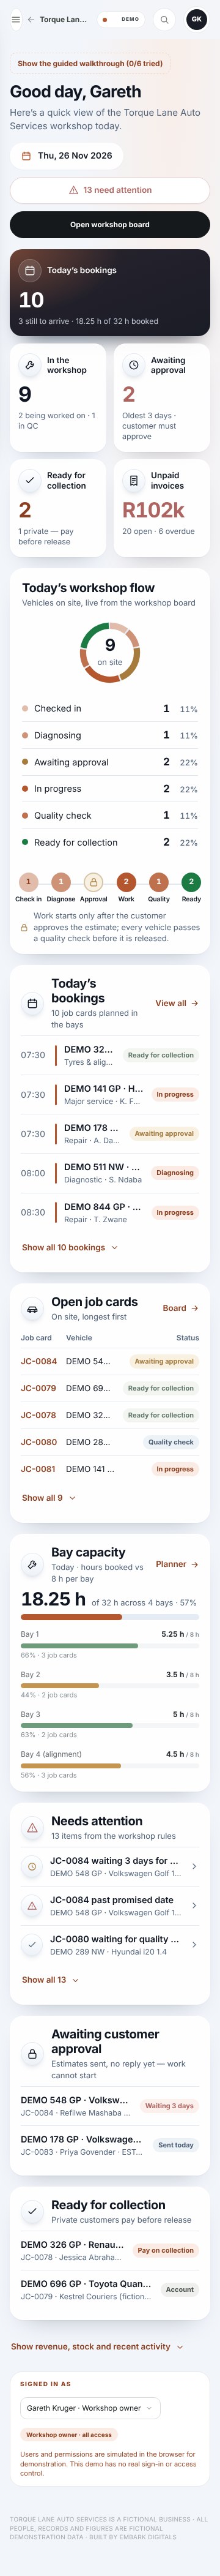 Torque Lan...
DEMO
GK
Show the guided walkthrough (0/6 tried)
Good day, Gareth
Here's a quick view of the Torque Lane Auto
Services workshop today.
Thu, 26 Nov 2026
13 need attention
Open workshop board
Today's bookings
10
3 still to arrive · 18.25 h of 32 h booked
In the
workshop
9
2 being worked on · 1
in QC
Awaiting
approval
2
Oldest 3 days ·
customer must
approve
Ready for
collection
2
1 private — pay
before release
Unpaid
invoices
R102k
20 open · 6 overdue
Today's workshop flow
Vehicles on site, live from the workshop board
9
on site
Checked in 1 11%
Diagnosing 1 11%
Awaiting approval 2 22%
In progress 2 22%
Quality check 1 11%
Ready for collection 2 22%
1 1 2 1 2
Check in Diagnose Approval Work Quality Ready
Work starts only after the customer
approves the estimate; every vehicle passes
a quality check before it is released.
Today's
bookings
10 job cards planned in
the bays
View all →
07:30 DEMO 32... Ready for collection
Tyres & alig...
07:30 DEMO 141 GP · H... In progress
Major service · K. F...
07:30 DEMO 178 ... Awaiting approval
Repair · A. Da...
08:00 DEMO 511 NW · ... Diagnosing
Diagnostic · S. Ndaba
08:30 DEMO 844 GP · ... In progress
Repair · T. Zwane
Show all 10 bookings
Open job cards
On site, longest first
Board →
Job card Vehicle Status
JC-0084 DEMO 54... Awaiting approval
JC-0079 DEMO 69... Ready for collection
JC-0078 DEMO 32... Ready for collection
JC-0080 DEMO 28... Quality check
JC-0081 DEMO 141 ... In progress
Show all 9
Bay capacity
Today · hours booked vs
8 h per bay
Planner →
18.25 h of 32 h across 4 bays · 57%
Bay 1 5.25 h / 8 h
66% · 3 job cards
Bay 2 3.5 h / 8 h
44% · 2 job cards
Bay 3 5 h / 8 h
63% · 2 job cards
Bay 4 (alignment) 4.5 h / 8 h
56% · 3 job cards
Needs attention
13 items from the workshop rules
JC-0084 waiting 3 days for ...
DEMO 548 GP · Volkswagen Golf 1...
JC-0084 past promised date
DEMO 548 GP · Volkswagen Golf 1...
JC-0080 waiting for quality ...
DEMO 289 NW · Hyundai i20 1.4
Show all 13
Awaiting customer
approval
Estimates sent, no reply yet — work
cannot start
DEMO 548 GP · Volksw... Waiting 3 days
JC-0084 · Refilwe Mashaba ...
DEMO 178 GP · Volkswage... Sent today
JC-0083 · Priya Govender · EST...
Ready for collection
Private customers pay before release
DEMO 326 GP · Renau... Pay on collection
JC-0078 · Jessica Abraha...
DEMO 696 GP · Toyota Quan... Account
JC-0079 · Kestrel Couriers (fiction...
Show revenue, stock and recent activity
SIGNED IN AS
Gareth Kruger · Workshop owner
Workshop owner · all access
Users and permissions are simulated in the browser for
demonstration. This demo has no real sign-in or access
control.
TORQUE LANE AUTO SERVICES IS A FICTIONAL BUSINESS · ALL
PEOPLE, RECORDS AND FIGURES ARE FICTIONAL
DEMONSTRATION DATA · BUILT BY EMBARK DIGITALS